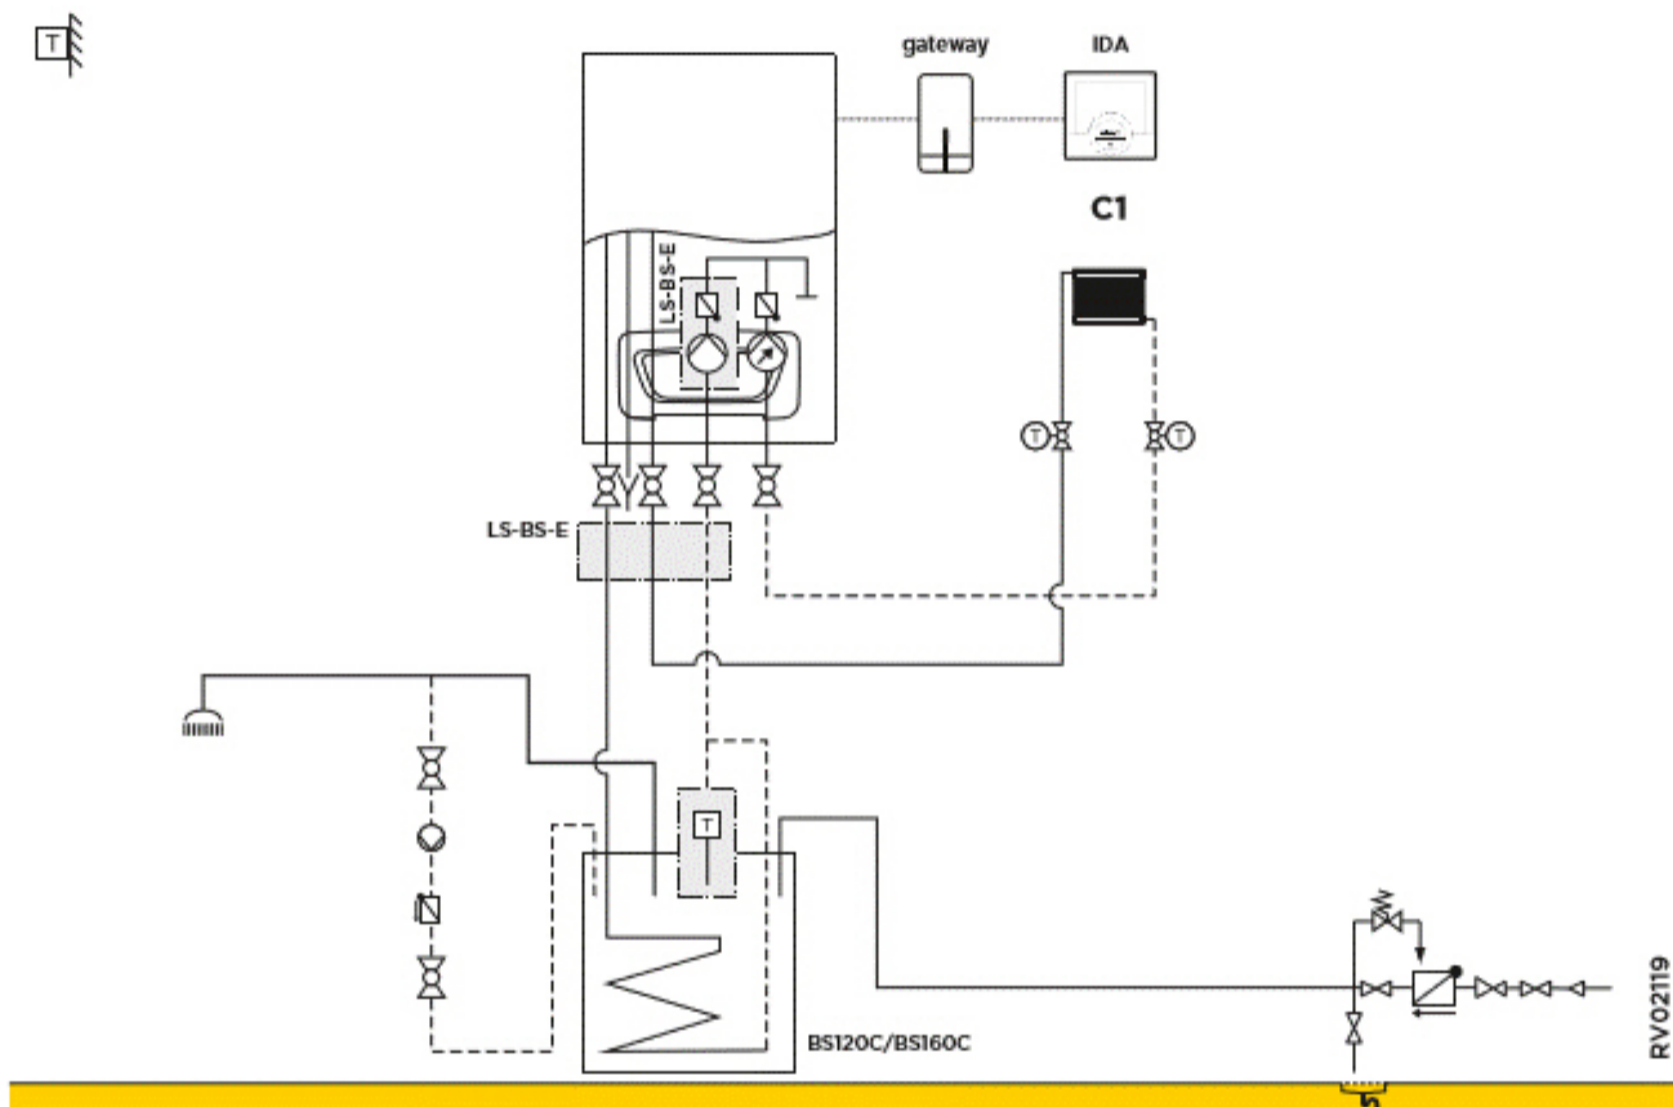 T
gateway
IDA
C1
LS-BS-E
T
T
LS-BS-E
T
BS120C/BS160C
RV02119